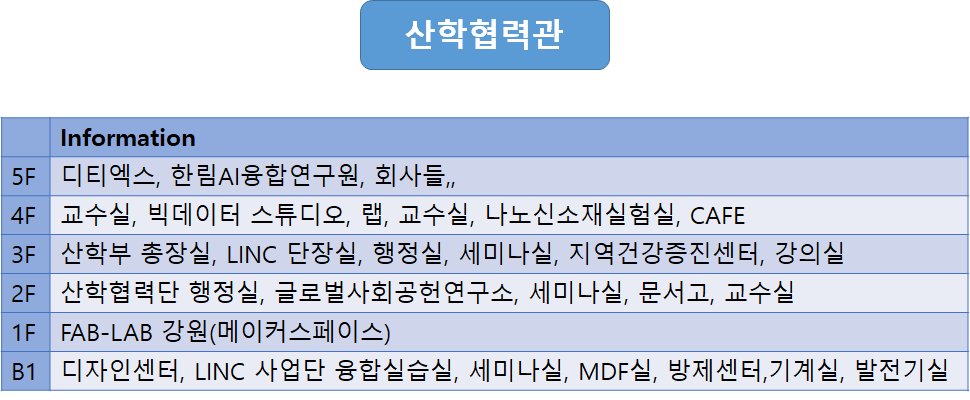 산학협력관
Information
5F 디티엑스, 한림AI융합연구원, 회사들,,
4F 교수실, 빅데이터 스튜디오, 랩, 교수실, 나노신소재실험실, CAFE
3F 산학부 총장실, LINC 단장실, 행정실, 세미나실, 지역건강증진센터, 강의실
2F 산학협력단 행정실, 글로벌사회공헌연구소, 세미나실, 문서고, 교수실
1F FAB-LAB 강원(메이커스페이스)
B1 디자인센터, LINC 사업단 융합실습실, 세미나실, MDF실, 방제센터,기계실, 발전기실